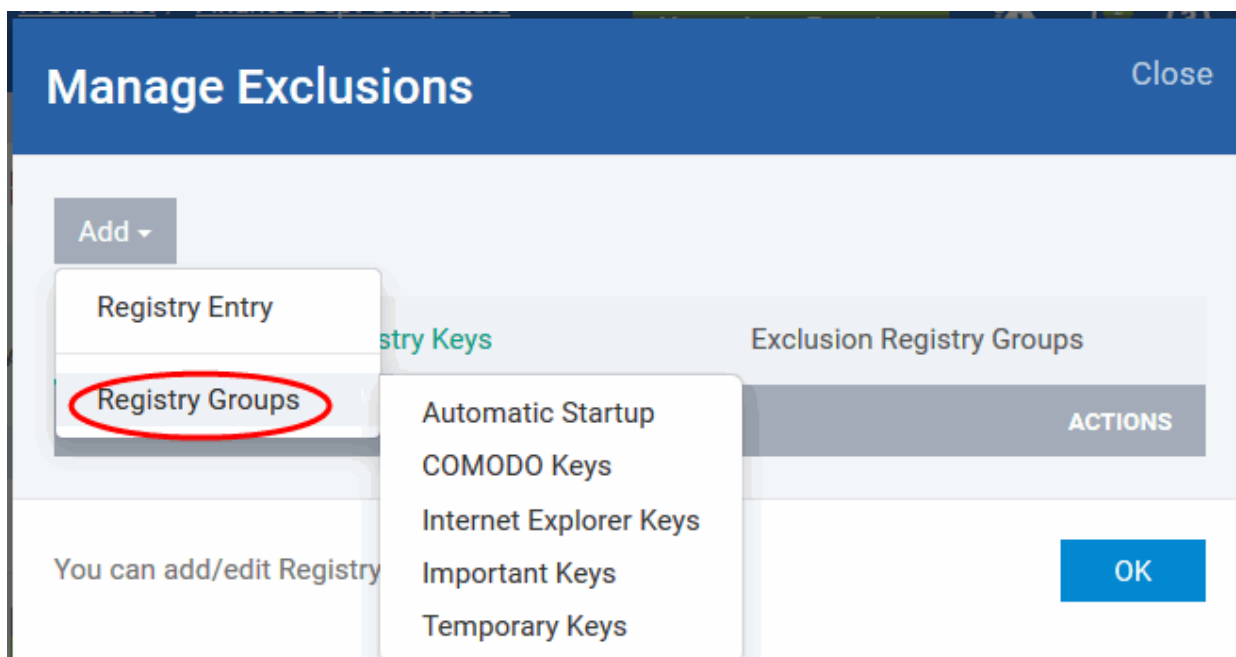 Manage Exclusions
Close
Add
Registry Entry
stry Keys
Exclusion Registry Groups
Registry Groups
Automatic Startup
ACTIONS
COMODO Keys
Internet Explorer Keys
You can add/edit Registry
Important Keys
OK
Temporary Keys